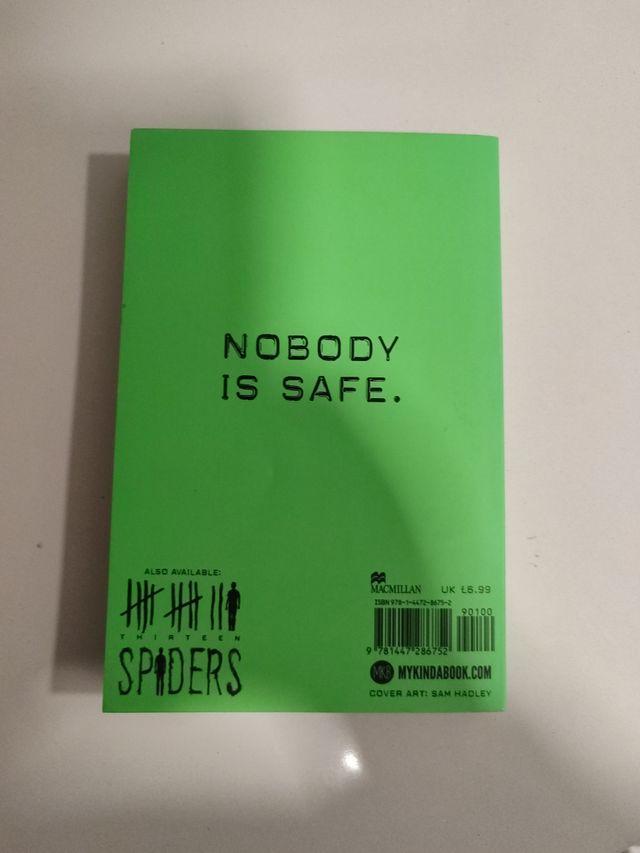 NOBODY
IS SAFE.
ALSO AVAILABLE:
THIRTEEN
SPIDERS
MACMILLAN UK £6.99
ISBN 978-1-4472-8675-2
90100
9 781447 286752
MKB MYKINDABOOK.COM
COVER ART: SAM HADLEY